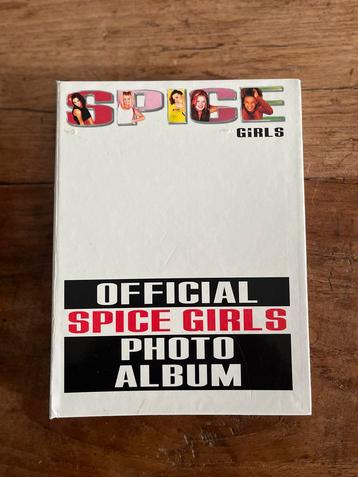 SPICE
GiRLS
OFFICIAL
SPICE GIRLS
PHOTO
ALBUM